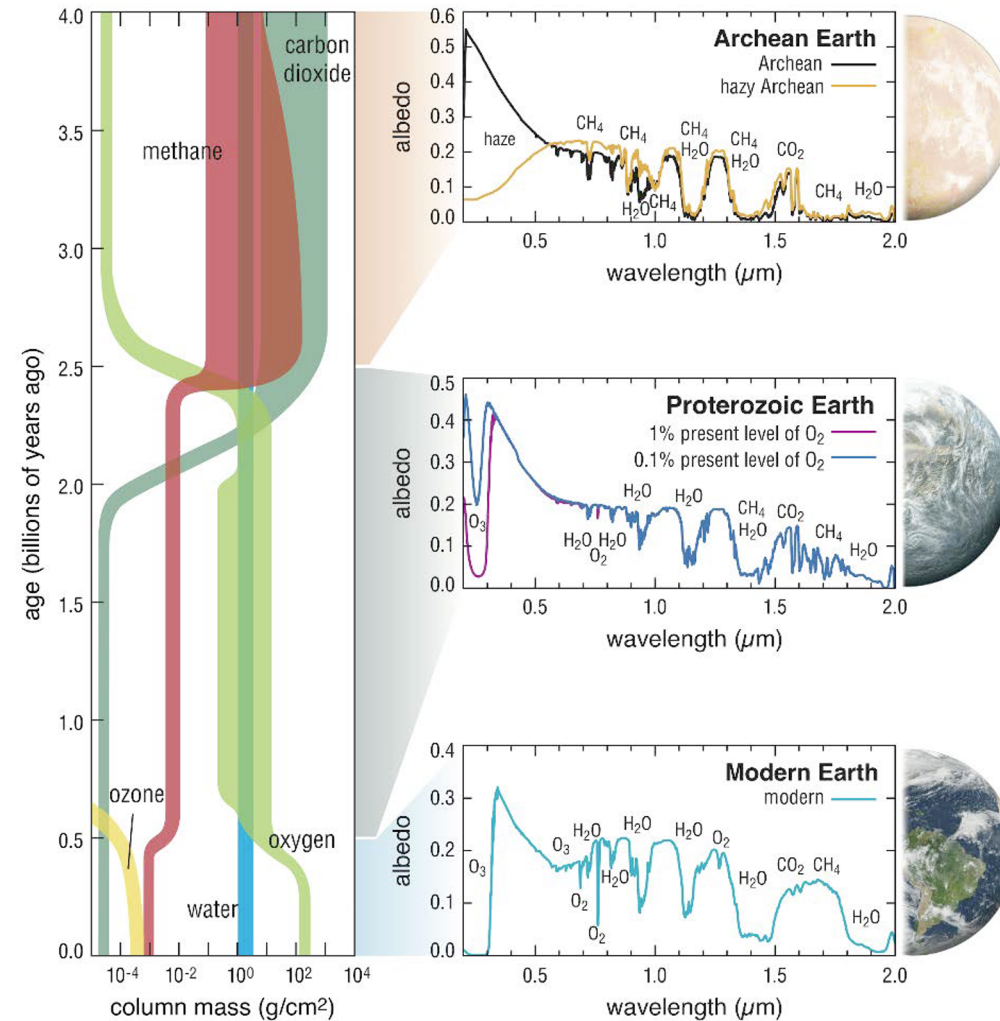 age (billions of years ago)
4.0
3.5
3.0
2.5
2.0
1.5
1.0
0.5
0.0
carbon
dioxide
methane
ozone
oxygen
water
10⁻⁴ 10⁻² 10⁰ 10² 10⁴
column mass (g/cm²)
albedo
0.6
0.5
0.4
0.3
0.2
0.1
0.0
Archean Earth
Archean
hazy Archean
haze
CH₄
CH₄
CH₄
H₂O
CH₄
H₂O
CO₂
H₂O
CH₄
CH₄
H₂O
0.5 1.0 1.5 2.0
wavelength (µm)
albedo
0.5
0.4
0.3
0.2
0.1
0.0
Proterozoic Earth
1% present level of O₂
0.1% present level of O₂
O₃
H₂O
H₂O
H₂O
O₂
H₂O
CH₄
H₂O
CO₂
CH₄
H₂O
0.5 1.0 1.5 2.0
wavelength (µm)
albedo
0.4
0.3
0.2
0.1
0.0
Modern Earth
modern
O₃
O₃
H₂O
H₂O
H₂O
O₂
H₂O
O₂
O₂
H₂O
CO₂
CH₄
H₂O
0.5 1.0 1.5 2.0
wavelength (µm)